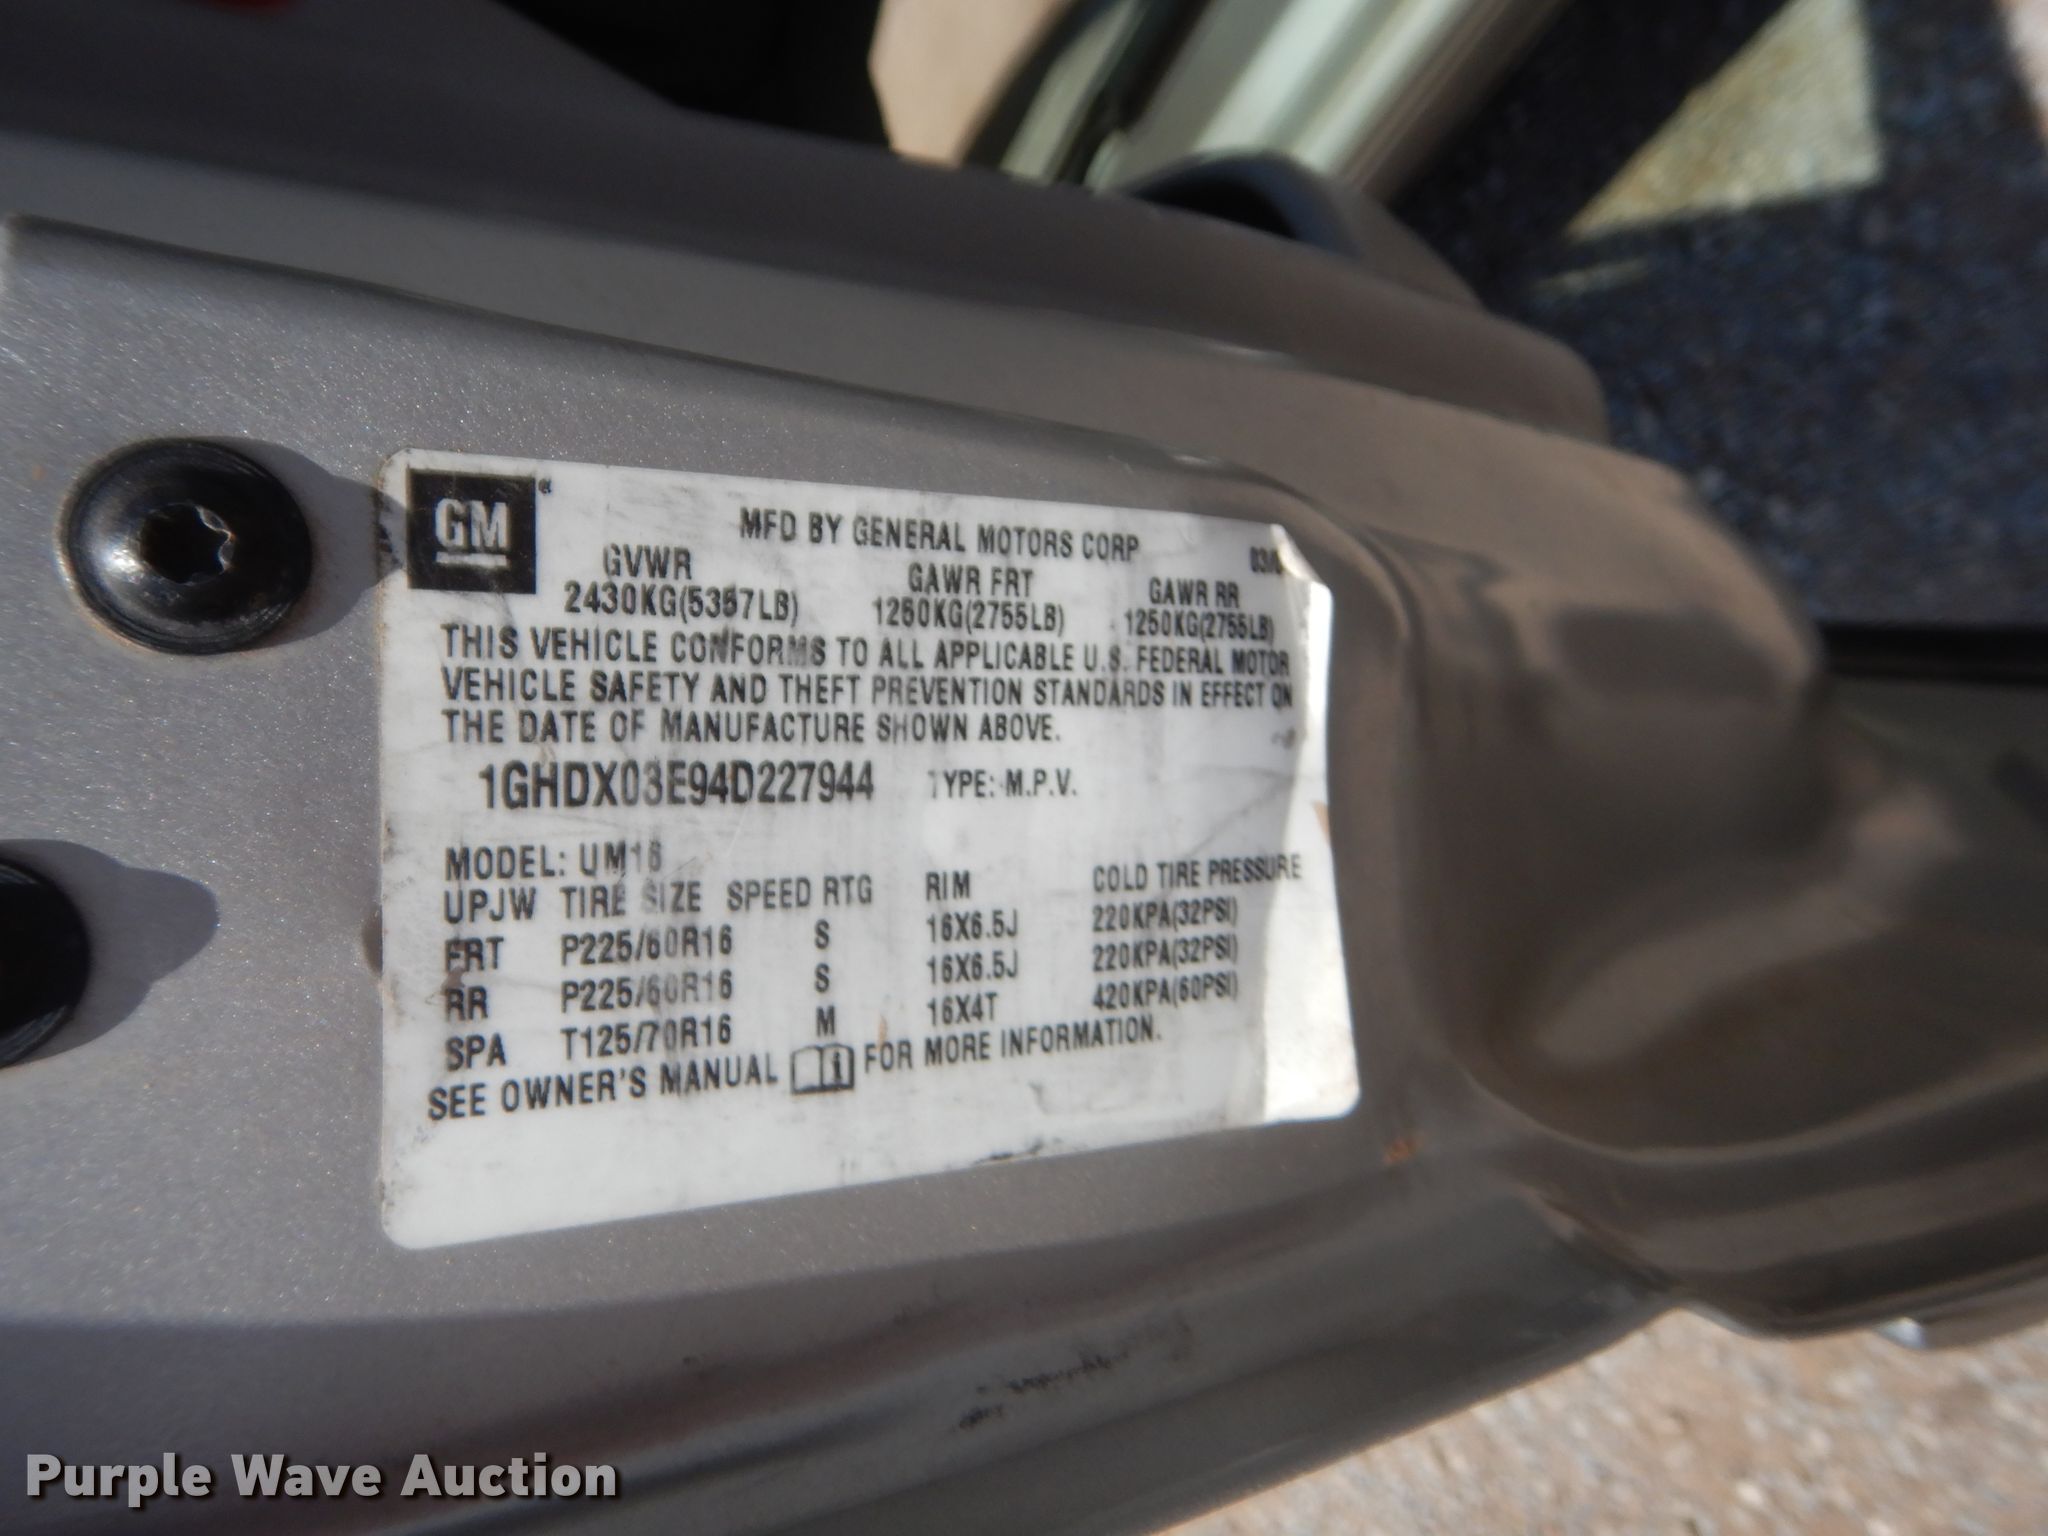 GM
MFD BY GENERAL MOTORS CORP
GVWR GAWR FRT GAWR RR
2430KG(5357LB) 1250KG(2755LB) 1250KG(2755LB)
THIS VEHICLE CONFORMS TO ALL APPLICABLE U.S. FEDERAL MOTOR
VEHICLE SAFETY AND THEFT PREVENTION STANDARDS IN EFFECT ON
THE DATE OF MANUFACTURE SHOWN ABOVE.
1GHDX03E94D227944 TYPE: M.P.V.
MODEL: UM16
UPJW TIRE SIZE SPEED RTG RIM COLD TIRE PRESSURE
FRT P225/60R16 S 16X6.5J 220KPA(32PSI)
RR P225/60R16 S 16X6.5J 220KPA(32PSI)
SPA T125/70R16 M 16X4T 420KPA(60PSI)
SEE OWNER'S MANUAL FOR MORE INFORMATION.
Purple Wave Auction